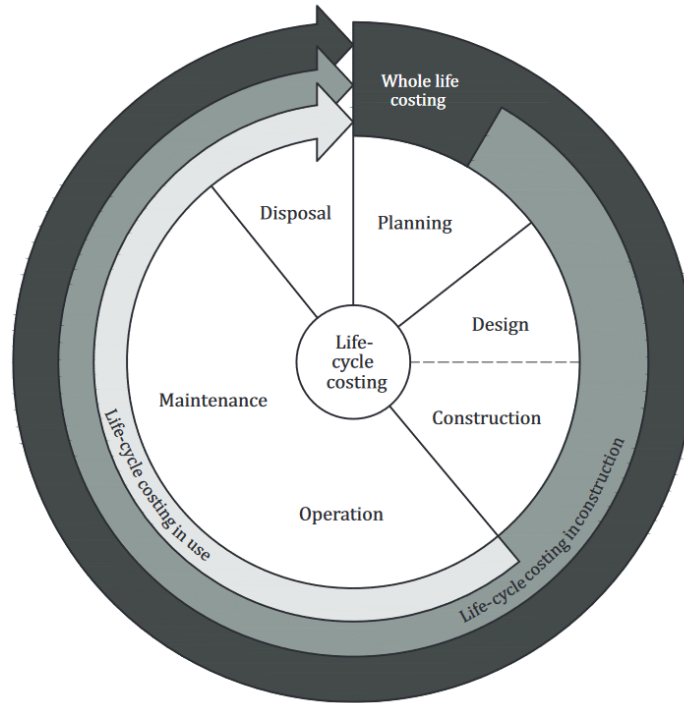 Whole life
costing
Disposal
Planning
Design
Life-
cycle
costing
Maintenance
Construction
Operation
Life-cycle costing in use
Life-cycle costing in construction